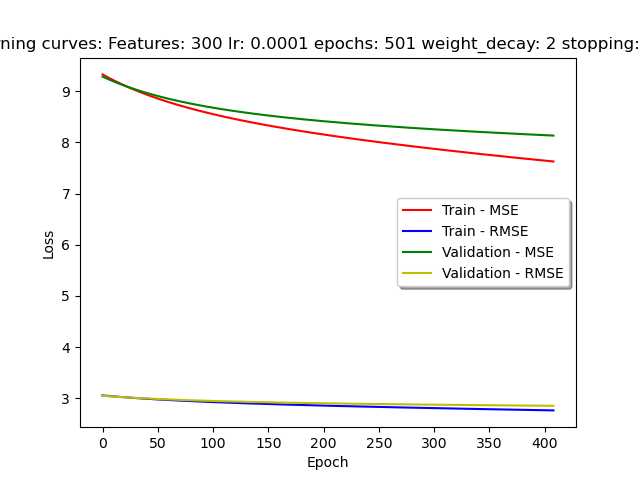 ning curves: Features: 300 lr: 0.0001 epochs: 501 weight_decay: 2 stopping:
9
8
7
6
5
4
3
Loss
Train - MSE
Train - RMSE
Validation - MSE
Validation - RMSE
0 50 100 150 200 250 300 350 400
Epoch